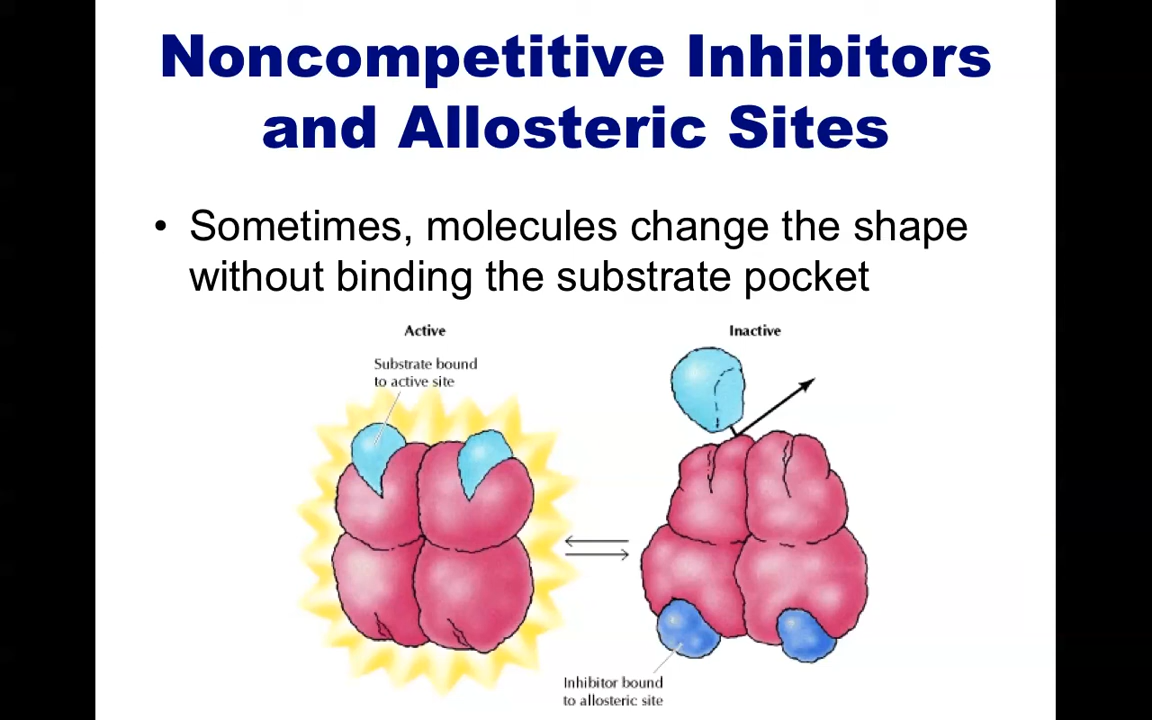 Noncompetitive Inhibitors
and Allosteric Sites
• Sometimes, molecules change the shape
without binding the substrate pocket
Active
Inactive
Substrate bound
to active site
Inhibitor bound
to allosteric site